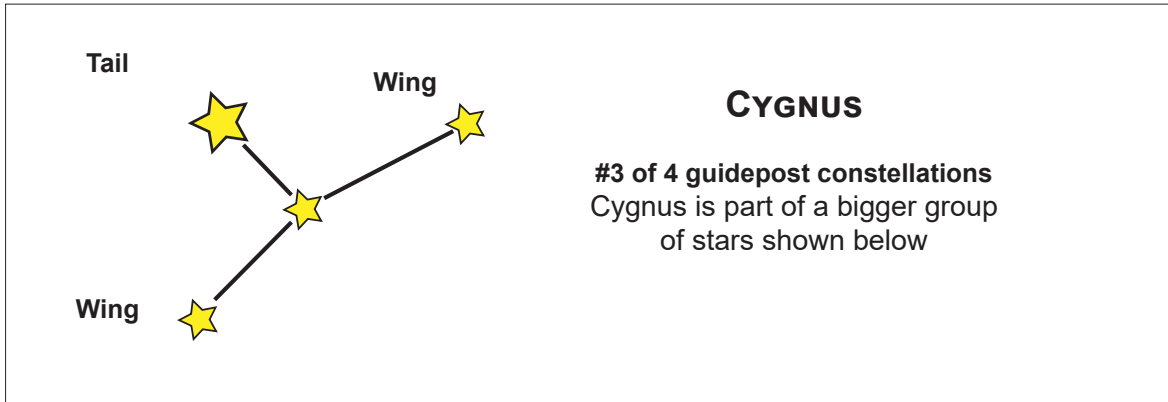 Tail
Wing
Wing
CYGNUS
#3 of 4 guidepost constellations
Cygnus is part of a bigger group
of stars shown below